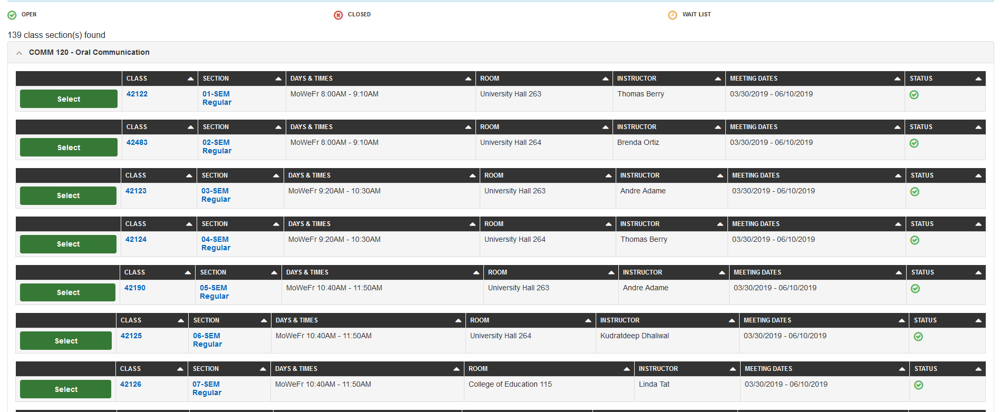 OPEN CLOSED WAIT LIST
139 class section(s) found
COMM 120 - Oral Communication
CLASS SECTION DAYS & TIMES ROOM INSTRUCTOR MEETING DATES STATUS
Select 42122 01-SEM MoWeFr 8:00AM - 9:10AM University Hall 263 Thomas Berry 03/30/2019 - 06/10/2019
Regular
CLASS SECTION DAYS & TIMES ROOM INSTRUCTOR MEETING DATES STATUS
Select 42483 02-SEM MoWeFr 8:00AM - 9:10AM University Hall 264 Brenda Ortiz 03/30/2019 - 06/10/2019
Regular
CLASS SECTION DAYS & TIMES ROOM INSTRUCTOR MEETING DATES STATUS
Select 42123 03-SEM MoWeFr 9:20AM - 10:30AM University Hall 263 Andre Adame 03/30/2019 - 06/10/2019
Regular
CLASS SECTION DAYS & TIMES ROOM INSTRUCTOR MEETING DATES STATUS
Select 42124 04-SEM MoWeFr 9:20AM - 10:30AM University Hall 264 Thomas Berry 03/30/2019 - 06/10/2019
Regular
CLASS SECTION DAYS & TIMES ROOM INSTRUCTOR MEETING DATES STATUS
Select 42190 05-SEM MoWeFr 10:40AM - 11:50AM University Hall 263 Andre Adame 03/30/2019 - 06/10/2019
Regular
CLASS SECTION DAYS & TIMES ROOM INSTRUCTOR MEETING DATES STATUS
Select 42125 06-SEM MoWeFr 10:40AM - 11:50AM University Hall 264 Kudratdeep Dhaliwal 03/30/2019 - 06/10/2019
Regular
CLASS SECTION DAYS & TIMES ROOM INSTRUCTOR MEETING DATES STATUS
Select 42126 07-SEM MoWeFr 10:40AM - 11:50AM College of Education 115 Linda Tat 03/30/2019 - 06/10/2019
Regular